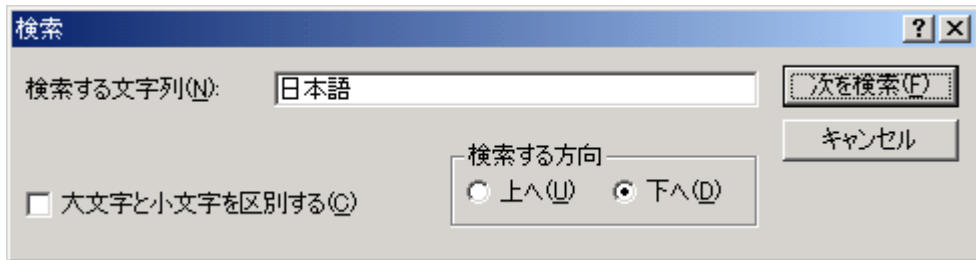 検索
検索する文字列(N):
日本語
次を検索(F)
キャンセル
大文字と小文字を区別する(C)
検索する方向
上へ(U)
下へ(D)